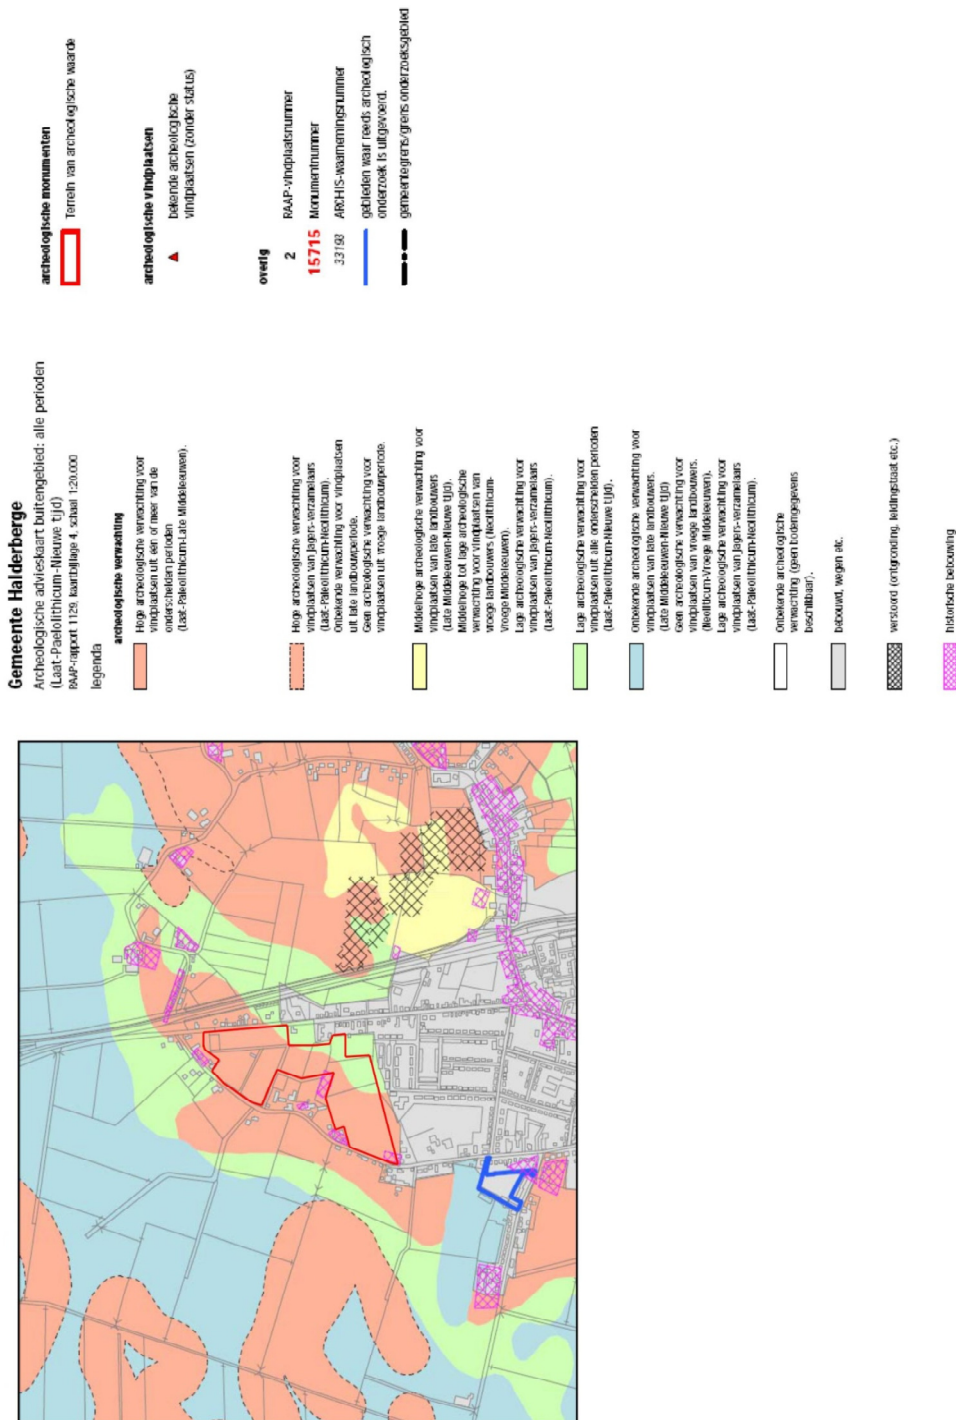 Gemeente Halderberge
Archeologische advieskaart buitengebied: alle perioden
(Laat-Paelolithicum-Nieuwe tijd)
RAAP-rapport 1129, kaartbijlage 4, schaal 1:20.000
legenda
archeologische verwachting
Hoge archeologische verwachting voor
vindplaatsen uit één of meer van de
onderscheiden perioden
(Laat-Paleolithicum-Late Middeleeuwen).
Hoge archeologische verwachting voor
vindplaatsen van jagers-verzamelaars
(Laat-Paleolithicum-Neolithicum).
Onbekende verwachting voor vindplaatsen
uit late landbouwperiode.
Geen archeologische verwachting voor
vindplaatsen uit vroege landbouwperiode.
Middelhoge archeologische verwachting voor
vindplaatsen van late landbouwers
(Late Middeleeuwen-Nieuwe tijd).
Middelhoge tot lage archeologische
verwachting voor vindplaatsen van
vroege landbouwers (Neolithicum-
Vroege Middeleeuwen).
Lage archeologische verwachting voor
vindplaatsen van jagers-verzamelaars
(Laat-Paleolithicum-Neolithicum).
Lage archeologische verwachting voor
vindplaatsen uit alle onderscheiden perioden
(Laat-Paleolithicum-Nieuwe tijd).
Onbekende archeologische verwachting voor
vindplaatsen van late landbouwers.
(Late Middeleeuwen-Nieuwe tijd)
Geen archeologische verwachting voor
vindplaatsen van vroege landbouwers.
(Neolithicum-Vroege Middeleeuwen).
Lage archeologische verwachting voor
vindplaatsen van jagers-verzamelaars
(Laat-Paleolithicum-Neolithicum).
Onbekende archeologische
verwachting (geen bodemgegevens
beschikbaar).
bebouwd, wegen etc.
verstoord (ontgronding, leidingstraat etc.)
historische bebouwing
archeologische monumenten
Terrein van archeologische waarde
archeologische vindplaatsen
bekende archeologische
vindplaatsen (zonder status)
overig
2 RAAP-vindplaatsnummer
15715 Monumentnummer
33193 ARCHIS-waarnemingsnummer
gebieden waar reeds archeologisch
onderzoek is uitgevoerd.
gemeentegrens/grens onderzoeksgebied